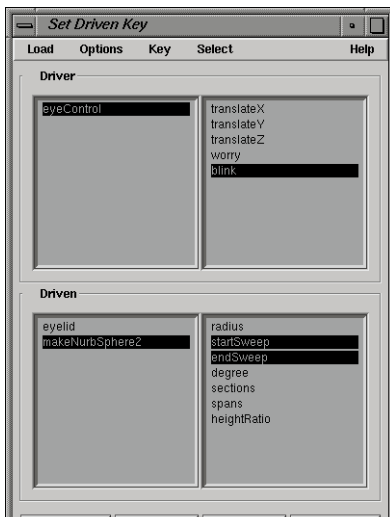 Set Driven Key
Load Options Key Select Help
Driver
eyeControl
translateX
translateY
translateZ
worry
blink
Driven
eyelid
makeNurbSphere2
radius
startSweep
endSweep
degree
sections
spans
heightRatio